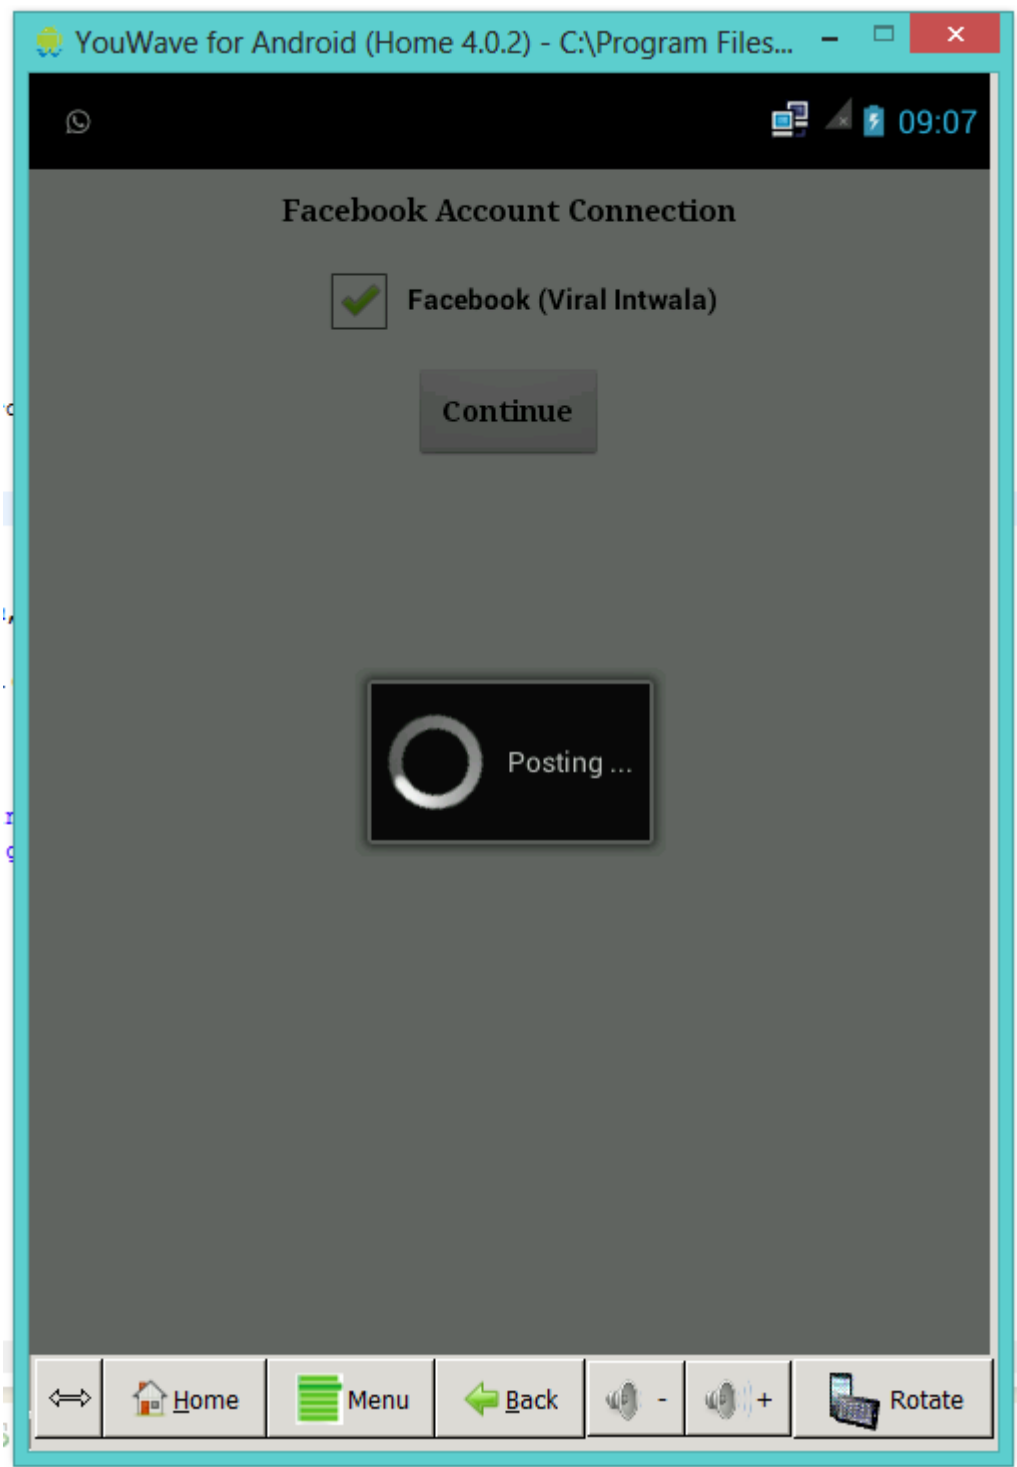 YouWave for Android (Home 4.0.2) - C:\Program Files...
09:07
Facebook Account Connection
Facebook (Viral Intwala)
Continue
Posting ...
Home
Menu
Back
-
+
Rotate